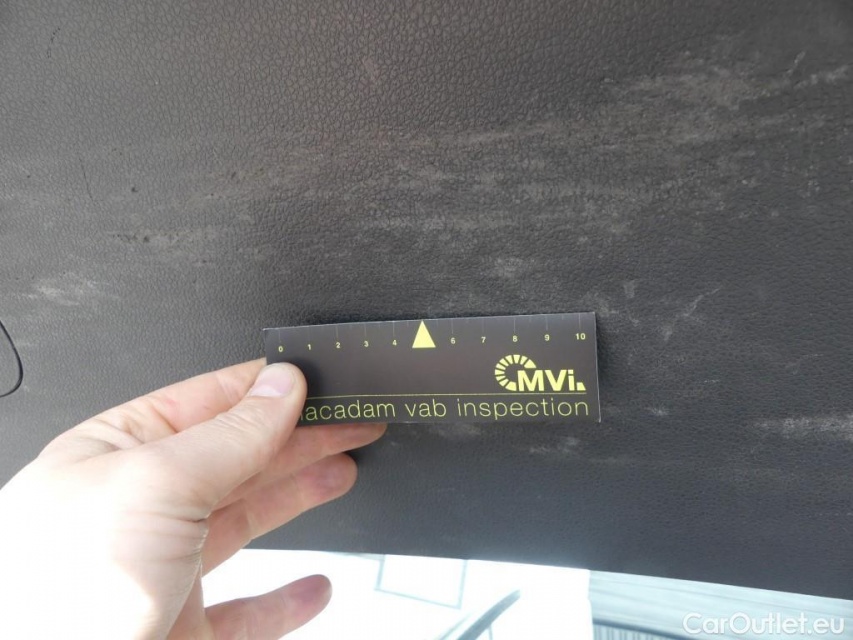 0 1 2 3 4 6 7 8 9 10
MVi.
acadam vab inspection
CarOutlet.eu